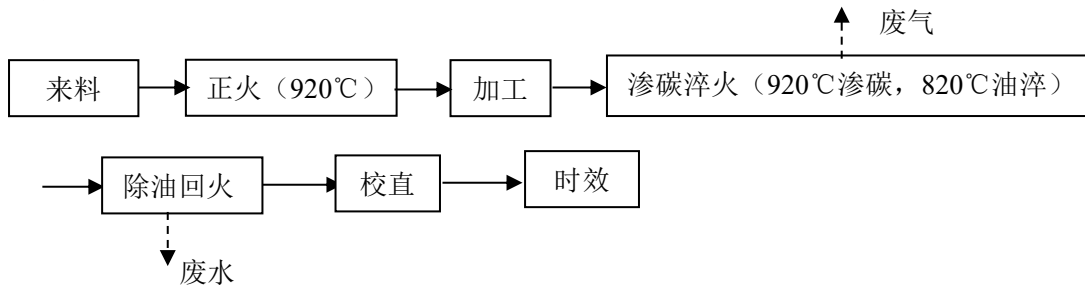 废气
来料
正火（920℃）
加工
渗碳淬火（920℃渗碳，820℃油淬）
除油回火
校直
时效
废水